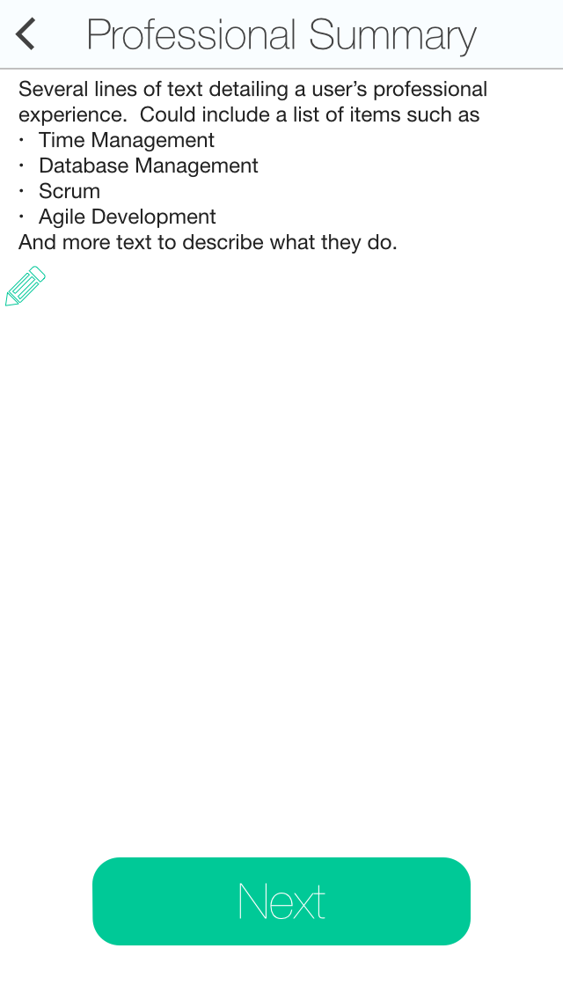 Professional Summary
Several lines of text detailing a user’s professional
experience.  Could include a list of items such as
· Time Management
· Database Management
· Scrum
· Agile Development
And more text to describe what they do.
Next